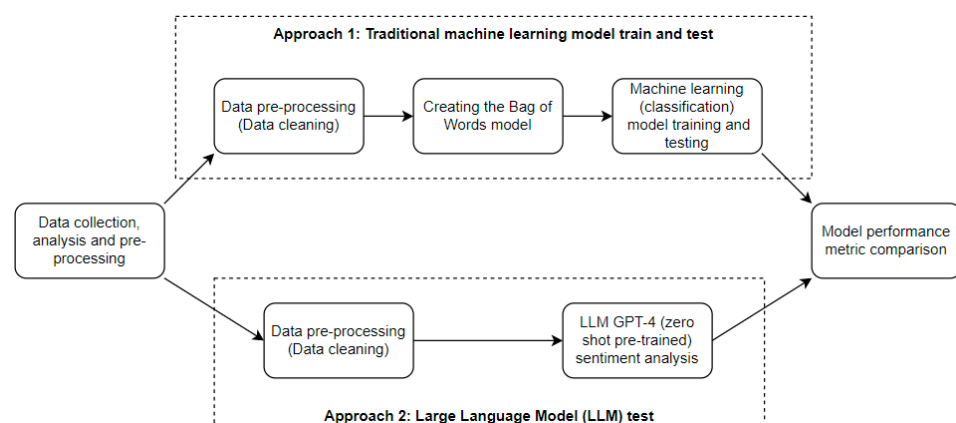 Approach 1: Traditional machine learning model train and test
Data pre-processing
(Data cleaning)
Creating the Bag of
Words model
Machine learning
(classification)
model training and
testing
Data collection,
analysis and pre-
processing
Model performance
metric comparison
Data pre-processing
(Data cleaning)
LLM GPT-4 (zero
shot pre-trained)
sentiment analysis
Approach 2: Large Language Model (LLM) test